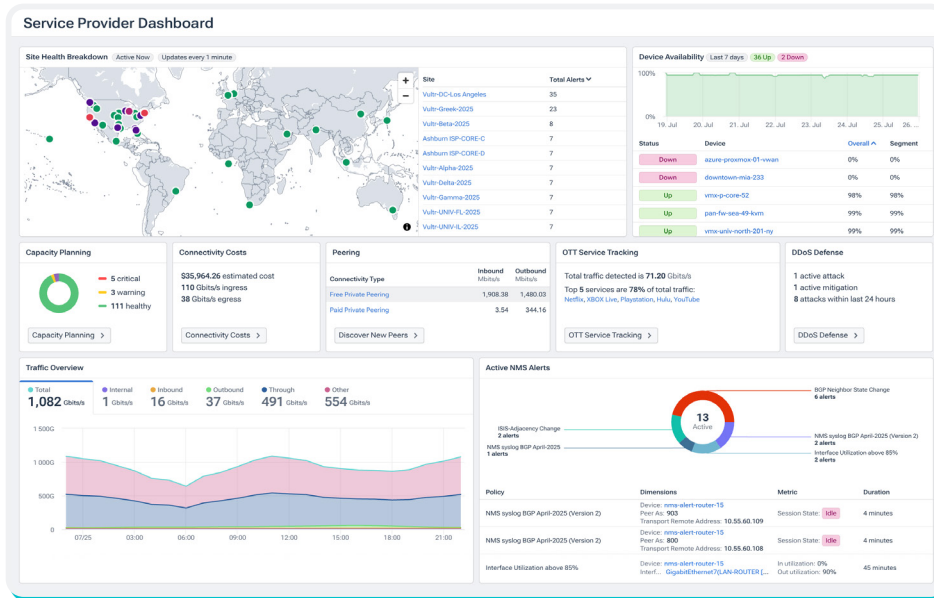 Service Provider Dashboard
Site Health Breakdown Active Now Updates every 1 minute
+
−
Site Total Alerts
Vultr-DC-Los Angeles 35
Vultr-Greek-2025 23
Vultr-Beta-2025 8
Ashburn ISP-CORE-C 7
Ashburn ISP-CORE-D 7
Vultr-Alpha-2025 7
Vultr-Delta-2025 7
Vultr-Gamma-2025 7
Vultr-UNIV-FL-2025 7
Vultr-UNIV-IL-2025 7
Device Availability Last 7 days 36 Up 2 Down
100%
0%
19. Jul 20. Jul 21. Jul 22. Jul 23. Jul 24. Jul 25. Jul 26. ...
Status Device Overall Segment
Down azure-proxmox-01-vwan 0% 0%
Down downtown-mia-233 0% 0%
Up vmx-p-core-52 98% 98%
Up pan-fw-sea-49-kvm 99% 99%
Up vmx-univ-north-201-ny 99% 99%
Capacity Planning
5 critical
3 warning
111 healthy
Capacity Planning >
Connectivity Costs
$35,964.26 estimated cost
110 Gbits/s ingress
38 Gbits/s egress
Connectivity Costs >
Peering
Connectivity Type Inbound Mbits/s Outbound Mbits/s
Free Private Peering 1,908.38 1,480.03
Paid Private Peering 3.54 344.16
Discover New Peers >
OTT Service Tracking
Total traffic detected is 71.20 Gbits/s
Top 5 services are 78% of total traffic:
Netflix, XBOX Live, Playstation, Hulu, YouTube
OTT Service Tracking >
DDoS Defense
1 active attack
1 active mitigation
8 attacks within last 24 hours
DDoS Defense >
Traffic Overview
Total Internal Inbound Outbound Through Other
1,082 Gbits/s 1 Gbits/s 16 Gbits/s 37 Gbits/s 491 Gbits/s 554 Gbits/s
1 500G
1 000G
500G
0
07/25 03:00 06:00 09:00 12:00 15:00 18:00 21:00
Active NMS Alerts
BGP Neighbor State Change
6 alerts
13
Active
ISIS-Adjacency Change
2 alerts
NMS syslog BGP April-2025
1 alerts
NMS syslog BGP April-2025 (Version 2)
2 alerts
Interface Utilization above 85%
2 alerts
Policy Dimensions Metric Duration
Device: nms-alert-router-15
NMS syslog BGP April-2025 (Version 2) Peer As: 903 Session State: Idle 4 minutes
Transport Remote Address: 10.55.60.109
Device: nms-alert-router-15
NMS syslog BGP April-2025 (Version 2) Peer As: 800 Session State: Idle 4 minutes
Transport Remote Address: 10.55.60.108
Interface Utilization above 85% Device: nms-alert-router-15 In utilization: 0% 45 minutes
Interf... GigabitEthernet7(LAN-ROUTER [... Out utilization: 90%